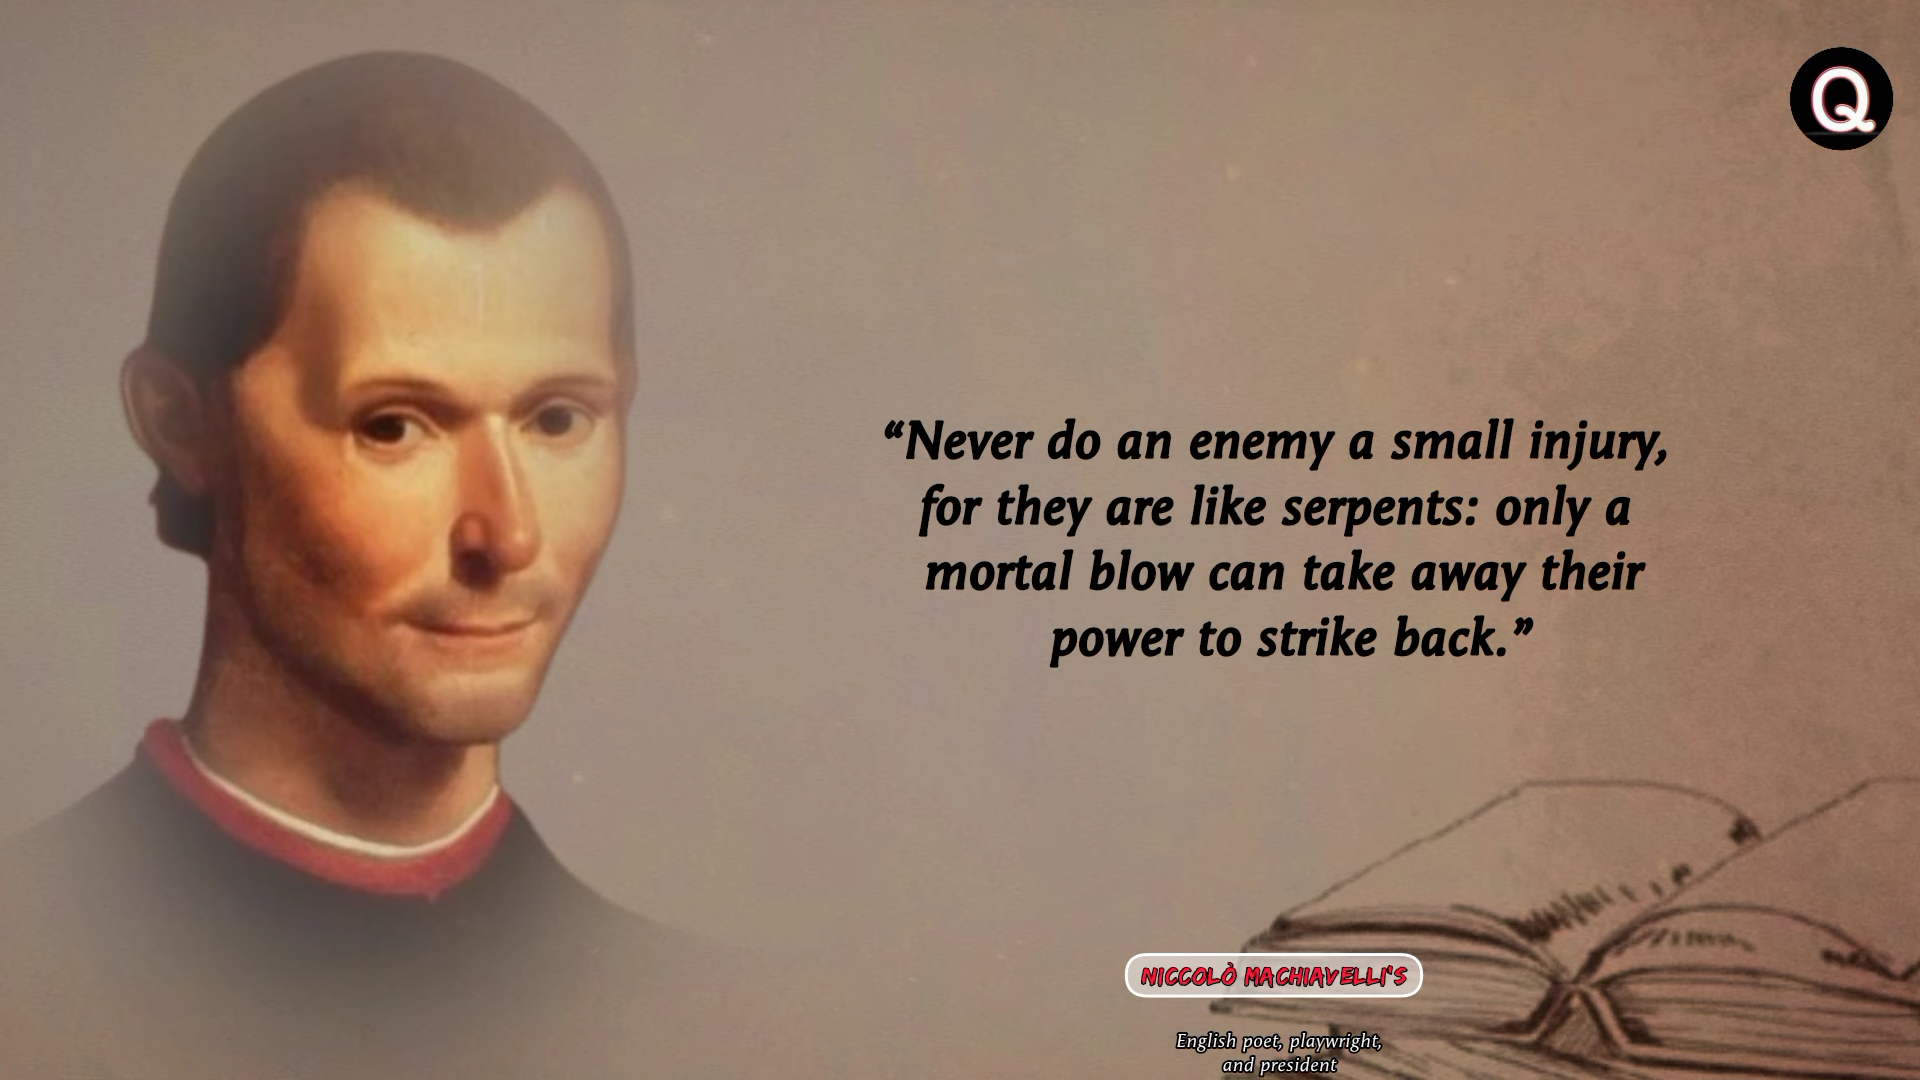 Q
“Never do an enemy a small injury,
for they are like serpents: only a
mortal blow can take away their
power to strike back.”
NICCOLÒ MACHIAVELLI'S
English poet, playwright,
and president